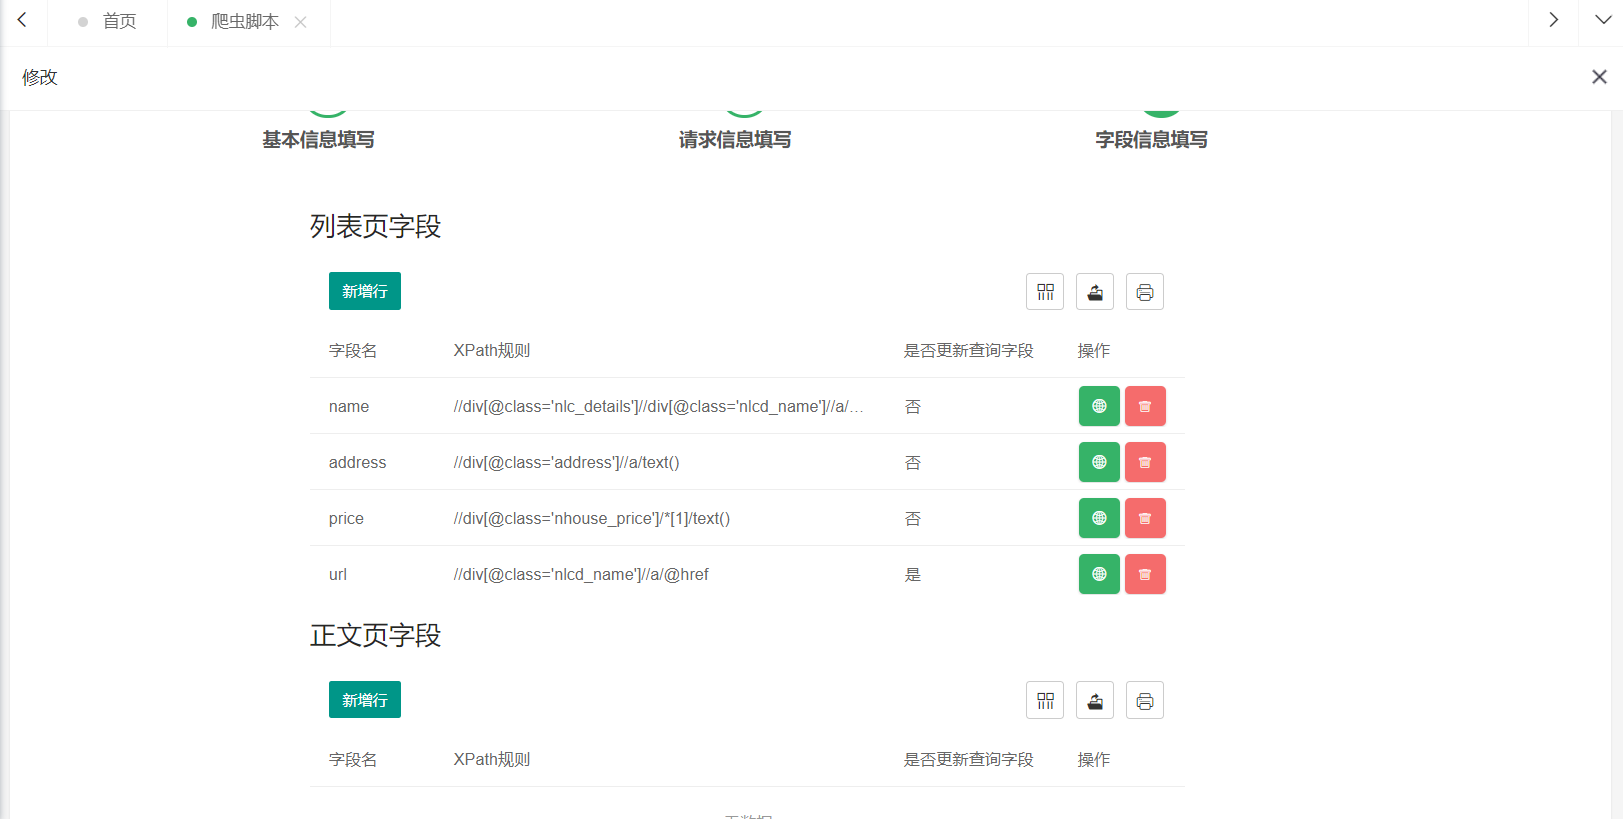 首页 爬虫脚本
修改
基本信息填写 请求信息填写 字段信息填写
列表页字段
新增行
字段名 XPath规则 是否更新查询字段 操作
name //div[@class='nlc_details']//div[@class='nlcd_name']//a/... 否
address //div[@class='address']//a/text() 否
price //div[@class='nhouse_price']/*[1]/text() 否
url //div[@class='nlcd_name']//a/@href 是
正文页字段
新增行
字段名 XPath规则 是否更新查询字段 操作